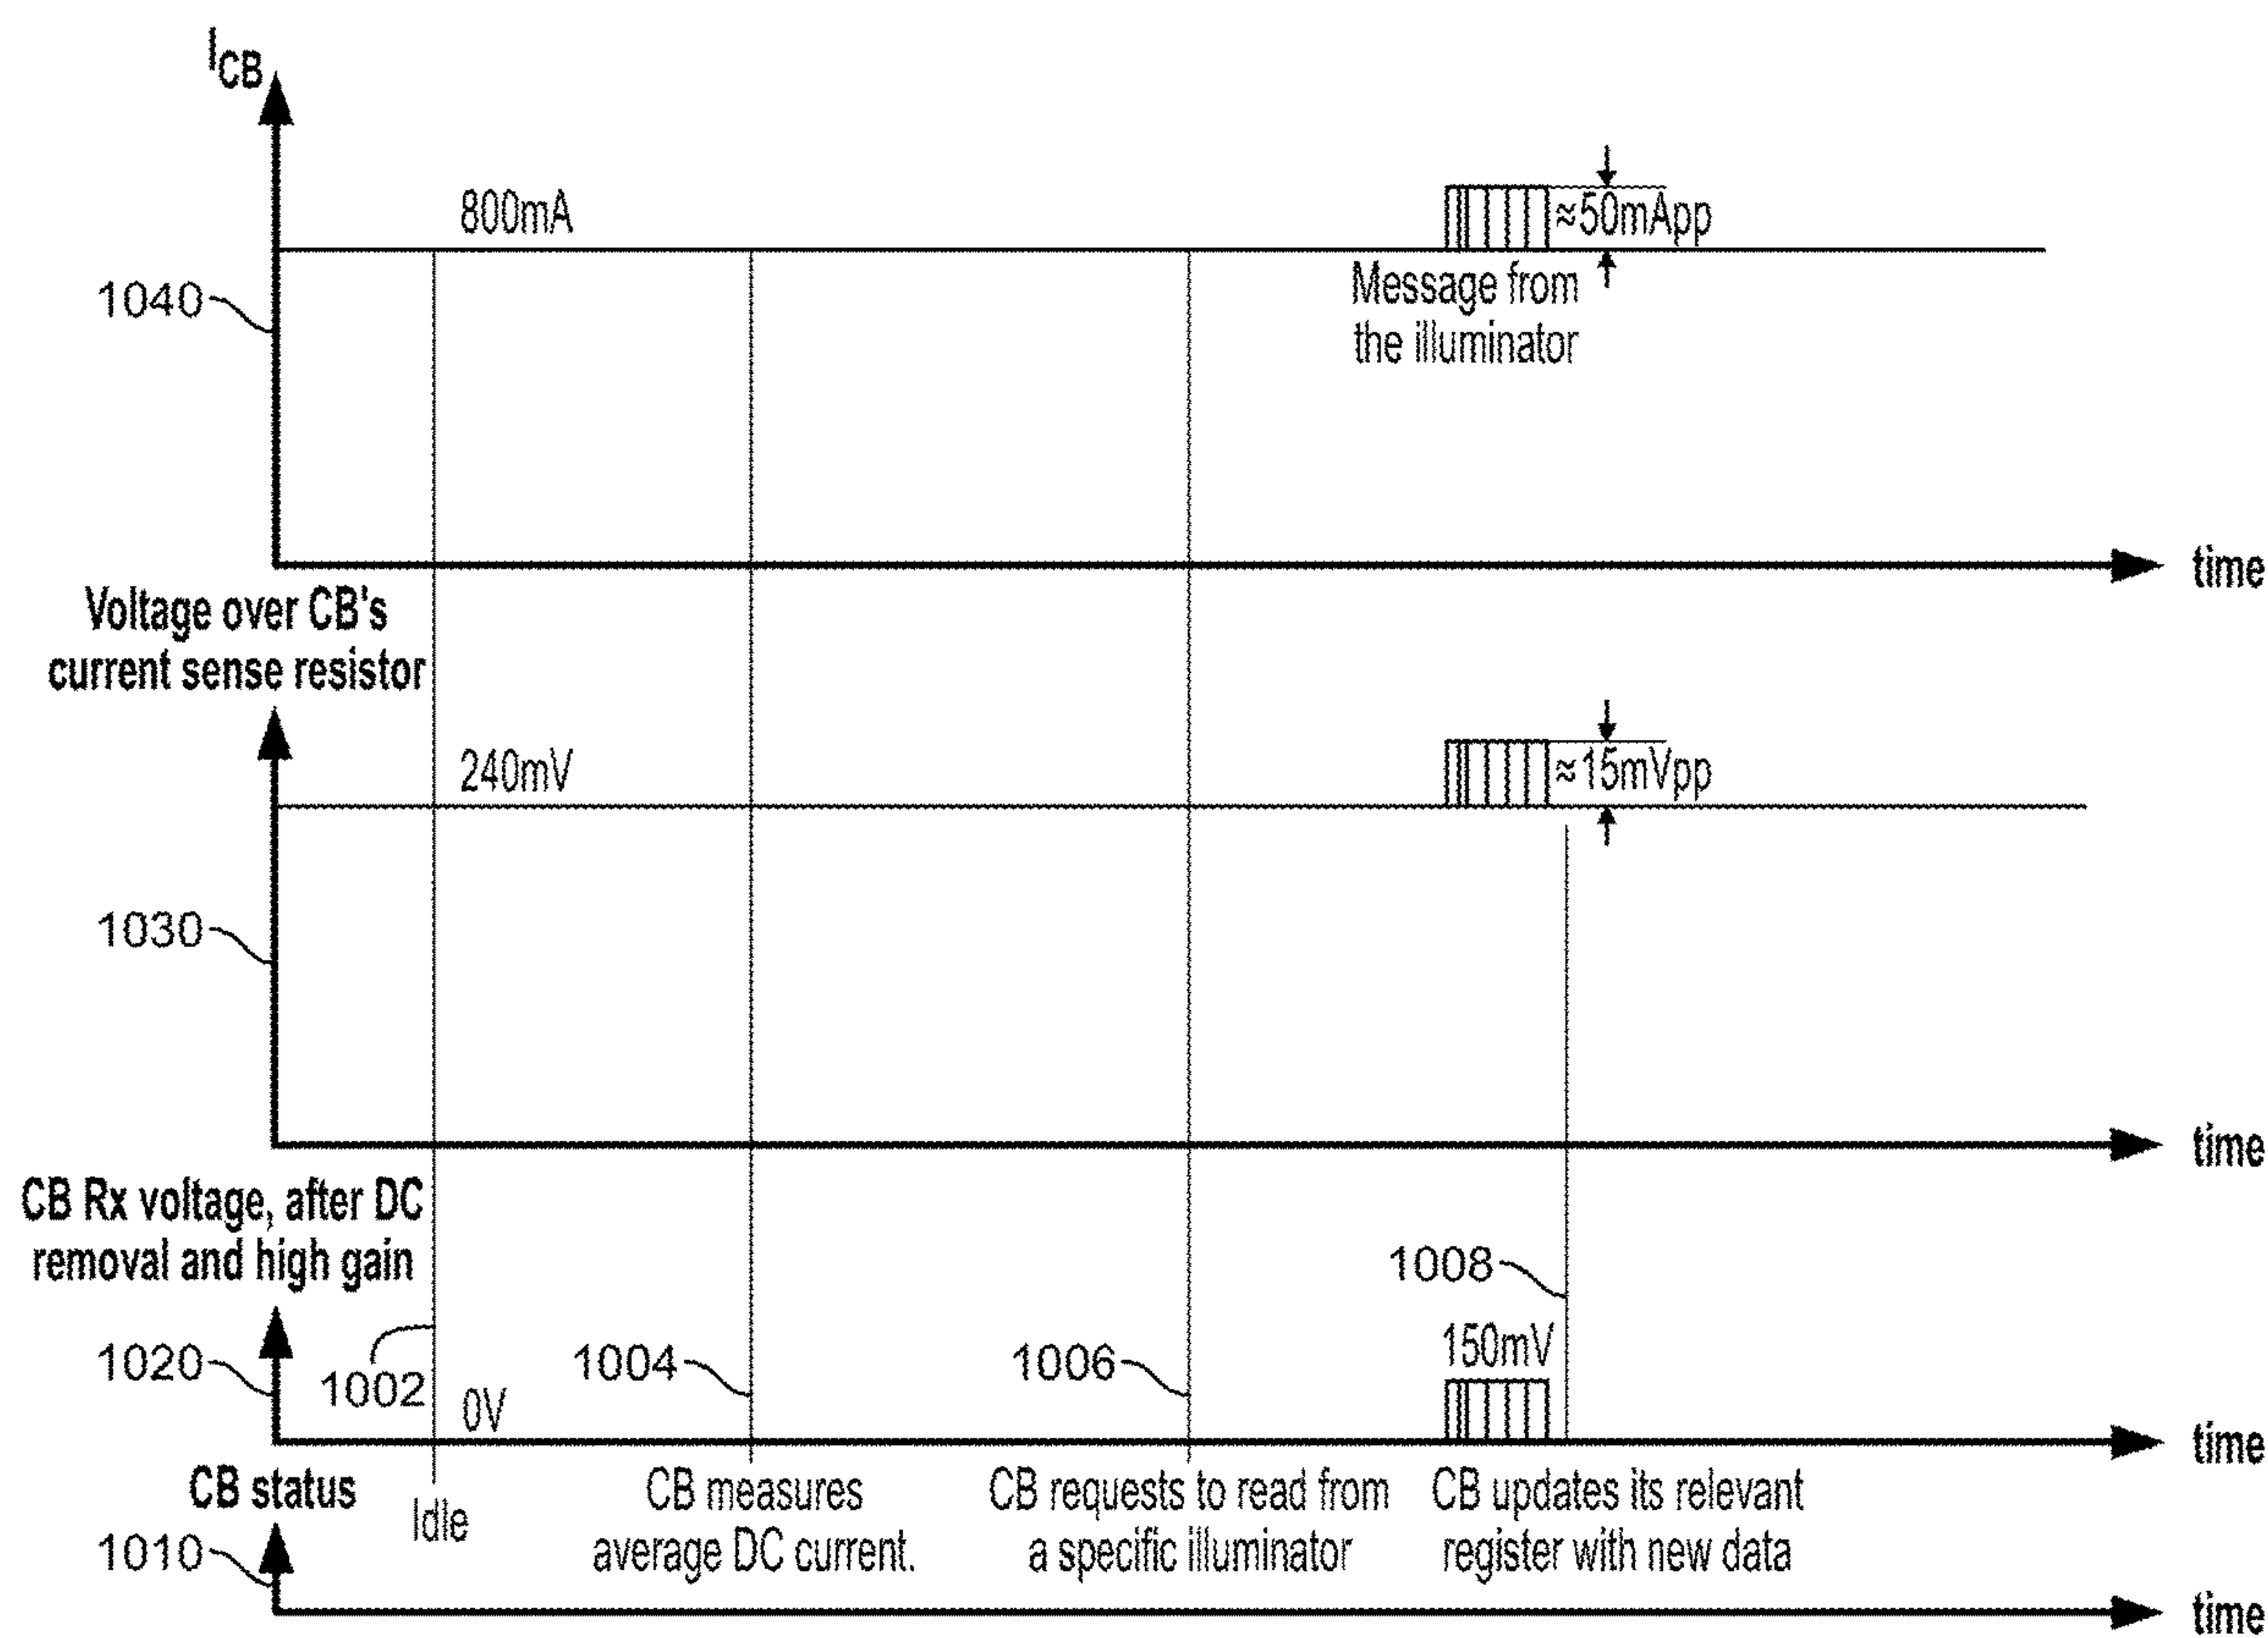 I_CB
800mA
≈50mApp
1040
Message from
the illuminator
time
Voltage over CB's
current sense resistor
240mV
≈15mVpp
1030
time
CB Rx voltage, after DC
removal and high gain
1008
1020
1002
0V
1004
1006
150mV
time
CB status
Idle
CB measures
average DC current.
CB requests to read from
a specific illuminator
CB updates its relevant
register with new data
1010
time